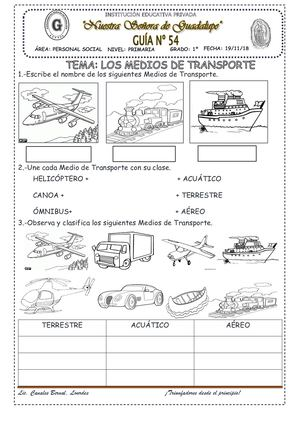 INSTITUCIÓN EDUCATIVA PRIVADA
"Nuestra Señora de Guadalupe"
G
GUÍA N° 54
ÁREA: PERSONAL SOCIAL NIVEL: PRIMARIA GRADO: 1° FECHA: 19/11/18
TEMA: LOS MEDIOS DE TRANSPORTE
1.-Escribe el nombre de los siguientes Medios de Transporte.
2.-Une cada Medio de Transporte con su clase.
HELICÓPTERO + + ACUÁTICO
CANOA + + TERRESTRE
ÓMNIBUS+ + AÉREO
3.-Observa y clasifica los siguientes Medios de Transporte.
TERRESTRE ACUÁTICO AÉREO
Lic. Canales Bernal, Lourdes ¡Triunfadores desde el principio!